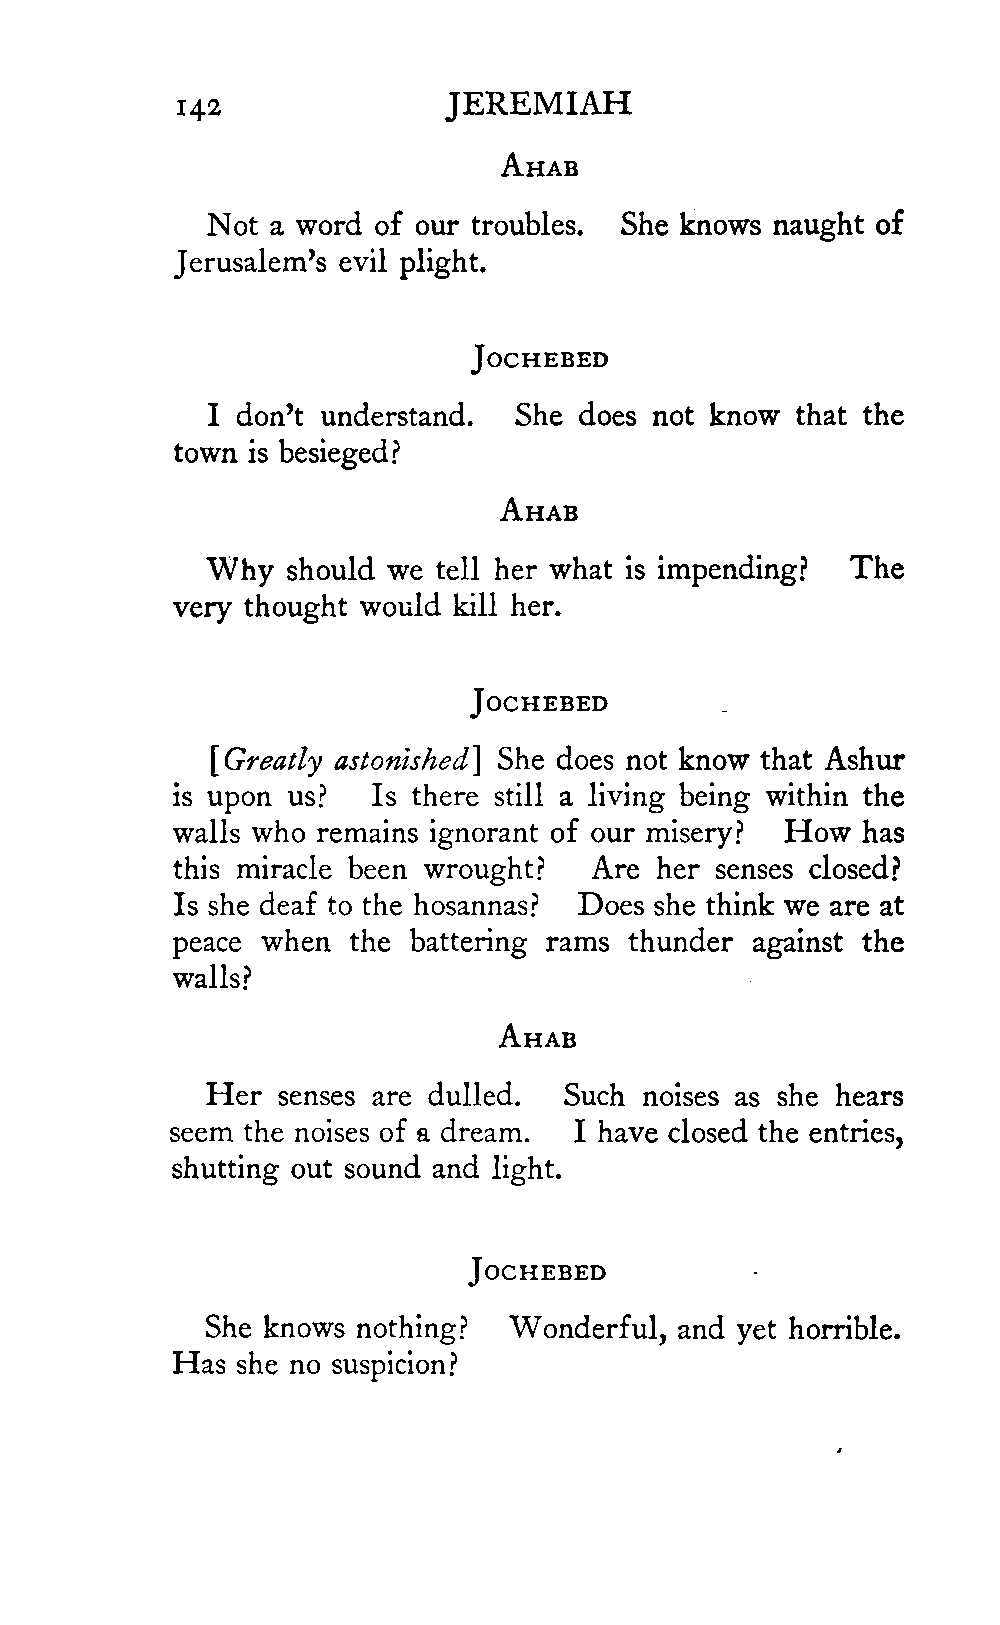 142 JEREMIAH
AHAB
Not a word of our troubles. She knows naught of
Jerusalem's evil plight.
JOCHEBED
I don't understand. She does not know that the
town is besieged?
AHAB
Why should we tell her what is impending? The
very thought would kill her.
JOCHEBED
[Greatly astonished] She does not know that Ashur
is upon us? Is there still a living being within the
walls who remains ignorant of our misery? How has
this miracle been wrought? Are her senses closed?
Is she deaf to the hosannas? Does she think we are at
peace when the battering rams thunder against the
walls?
AHAB
Her senses are dulled. Such noises as she hears
seem the noises of a dream. I have closed the entries,
shutting out sound and light.
JOCHEBED
She knows nothing? Wonderful, and yet horrible.
Has she no suspicion?